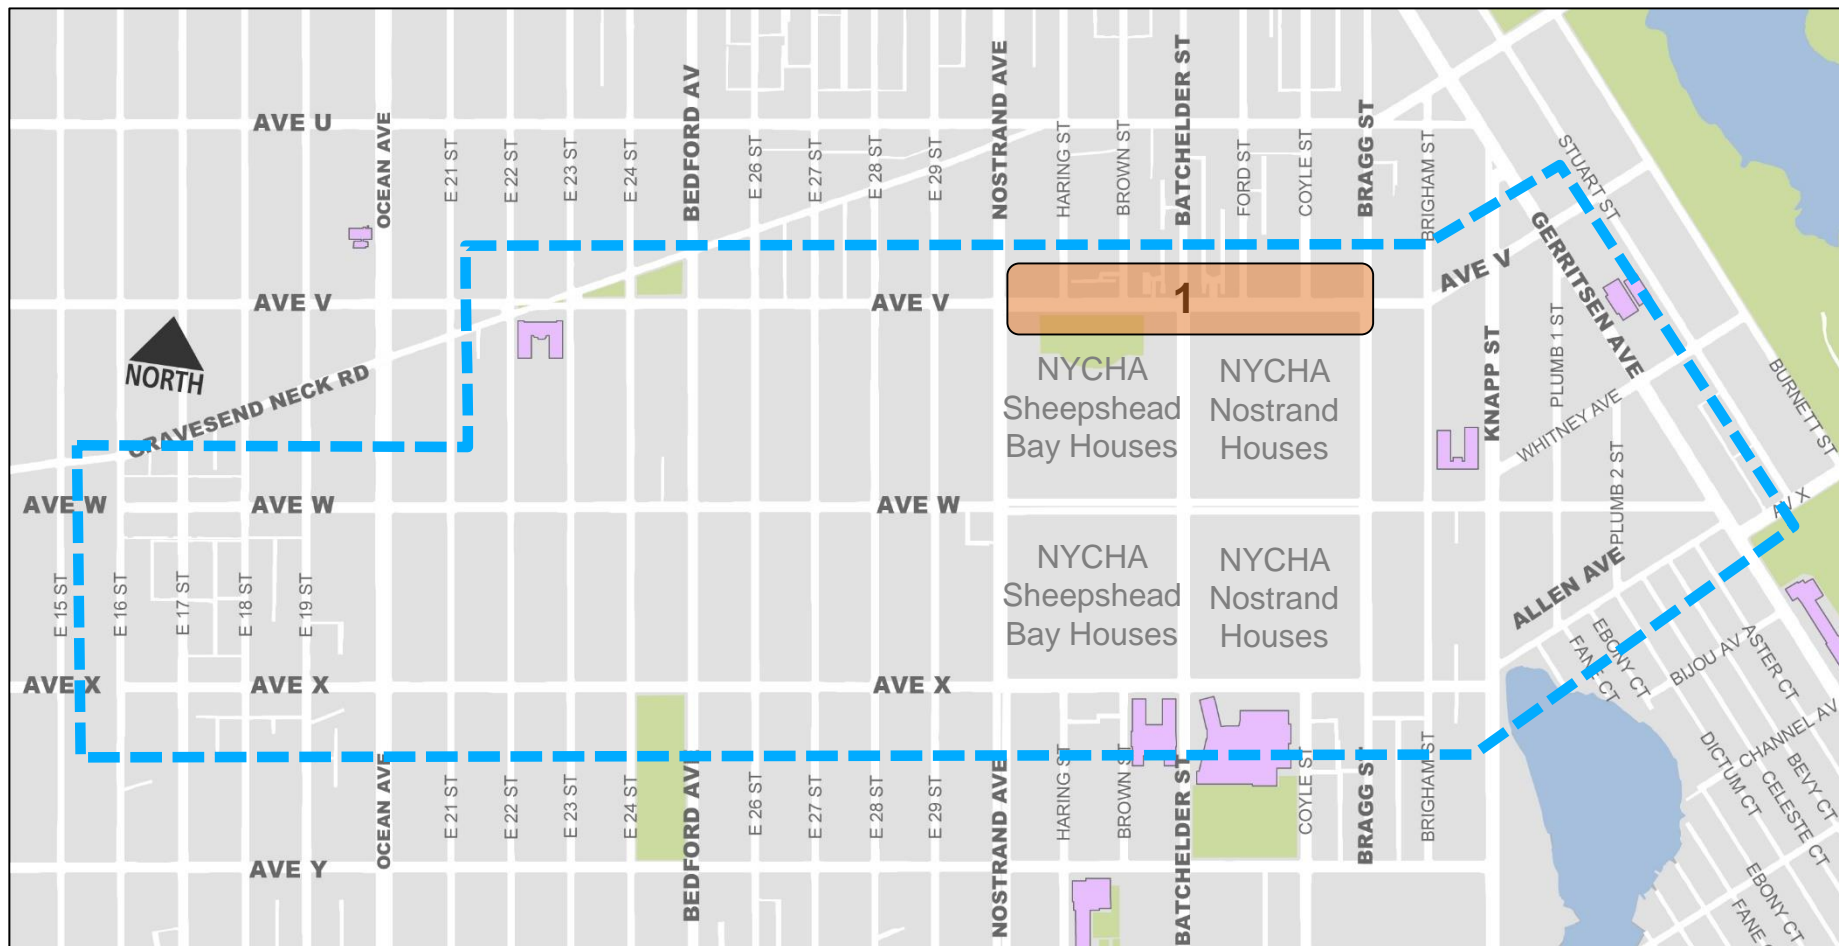 AVE U
OCEAN AVE
E 21 ST
E 22 ST
E 23 ST
E 24 ST
BEDFORD AV
E 26 ST
E 27 ST
E 28 ST
E 29 ST
NOSTRAND AVE
HARING ST
BROWN ST
BATCHELDER ST
FORD ST
COYLE ST
BRAGG ST
BRIGHAM ST
STUART ST
GERRITSEN AVE
AVE V
AVE V
AVE V
1
NORTH
GRAVESEND NECK RD
NYCHA
Sheepshead
Bay Houses
NYCHA
Nostrand
Houses
KNAPP ST
PLUMB 1 ST
WHITNEY AVE
BURNETT ST
PLUMB 2 ST
AV X
AVE W
AVE W
AVE W
NYCHA
Sheepshead
Bay Houses
NYCHA
Nostrand
Houses
ALLEN AVE
E 15 ST
E 16 ST
E 17 ST
E 18 ST
E 19 ST
FANE CT
EBONY CT
BIJOU AV
ASTER CT
AVE X
AVE X
AVE X
CHANNEL AV
DICTUM CT
CELESTE CT
BEVY CT
OCEAN AVE
E 21 ST
E 22 ST
E 23 ST
E 24 ST
BEDFORD AVE
E 26 ST
E 27 ST
E 28 ST
E 29 ST
NOSTRAND AVE
HARING ST
BROWN ST
BATCHELDER ST
COYLE ST
BRAGG ST
BRIGHAM ST
AVE Y
EBONY CT
FANE